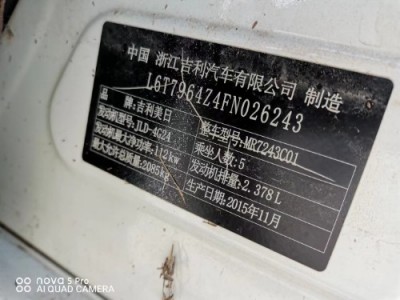 中国 浙江吉利汽车有限公司 制造
L6T7964Z4FN026243
品 牌:吉利美日 整车型号:MR7243C01
发动机型号:JLD-4G24 乘坐人数:5
发动机最大净功率:112kw 发动机排量:2.378L
最大允许总质量:2085kg 生产日期:2015年11月
nova 5 Pro
AI QUAD CAMERA